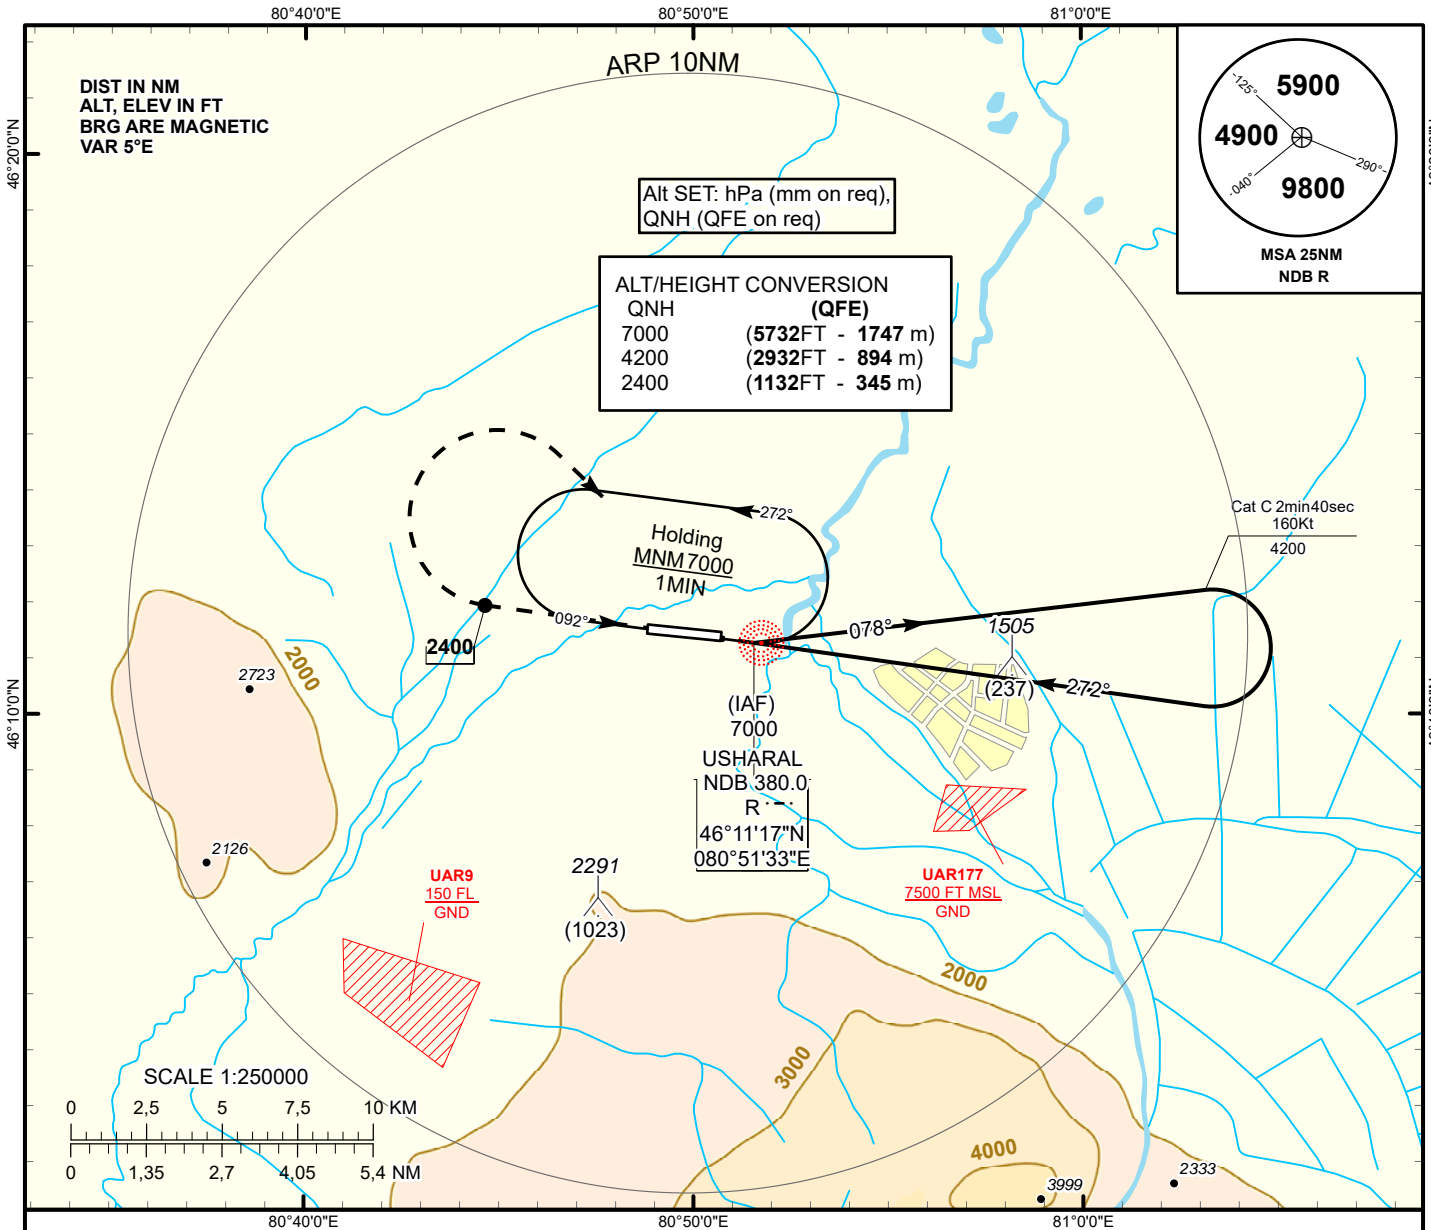 80°40'0"E
80°50'0"E
81°0'0"E
ARP 10NM
DIST IN NM
ALT, ELEV IN FT
BRG ARE MAGNETIC
VAR 5°E
125°
5900
4900
290°
040°
9800
MSA 25NM
NDB R
46°20'0"N
Alt SET: hPa (mm on req),
QNH (QFE on req)
ALT/HEIGHT CONVERSION
QNH (QFE)
7000 (5732FT - 1747 m)
4200 (2932FT - 894 m)
2400 (1132FT - 345 m)
Cat C 2min40sec
160Kt
4200
272°
Holding
MNM 7000
1MIN
092°
078°
1505
(237)
272°
2400
2000
2723
46°10'0"N
(IAF)
7000
USHARAL
NDB 380.0
R
46°11'17"N
080°51'33"E
2126
UAR9
150 FL
GND
2291
(1023)
UAR177
7500 FT MSL
GND
2000
3000
4000
3999
2333
SCALE 1:250000
0 2,5 5 7,5 10 KM
0 1,35 2,7 4,05 5,4 NM
80°40'0"E
80°50'0"E
81°0'0"E